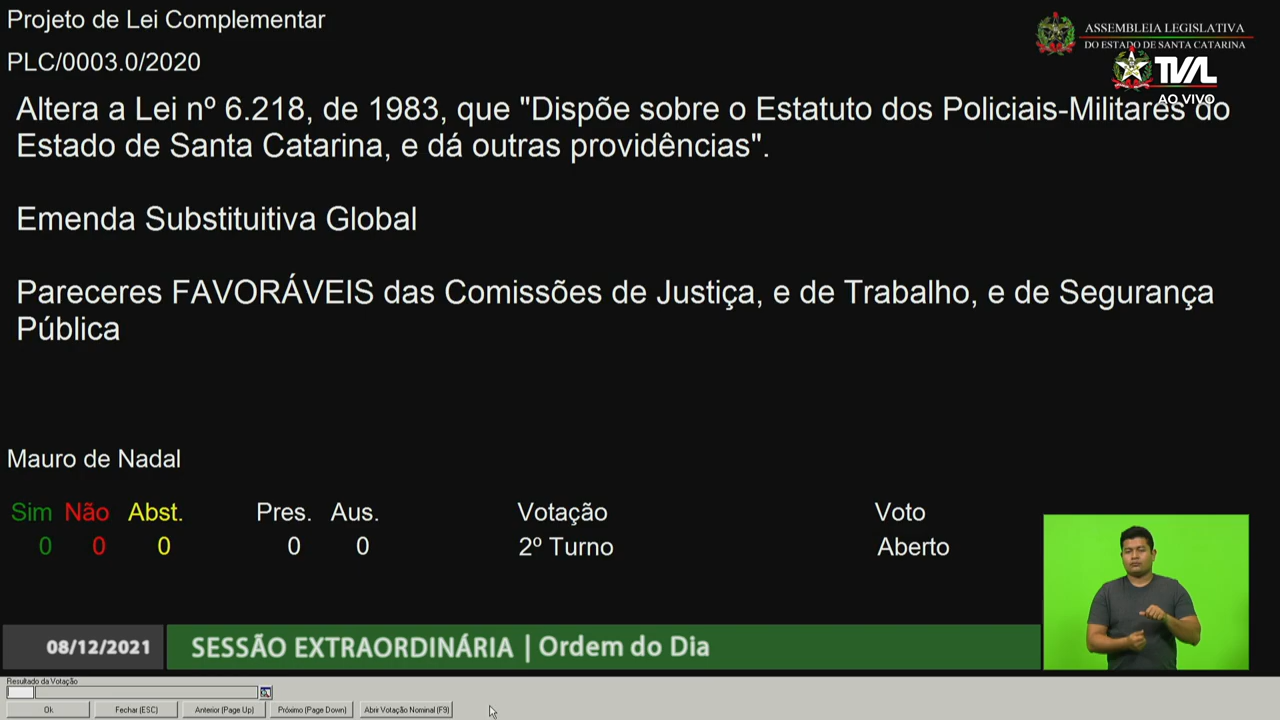 Projeto de Lei Complementar
ASSEMBLEIA LEGISLATIVA
DO ESTADO DE SANTA CATARINA
PLC/0003.0/2020
TVAL
AO VIVO
Altera a Lei nº 6.218, de 1983, que "Dispõe sobre o Estatuto dos Policiais-Militares do
Estado de Santa Catarina, e dá outras providências".
Emenda Substituitiva Global
Pareceres FAVORÁVEIS das Comissões de Justiça, e de Trabalho, e de Segurança
Pública
Mauro de Nadal
Sim Não Abst. Pres. Aus. Votação Voto
0 0 0 0 0 2º Turno Aberto
08/12/2021 SESSÃO EXTRAORDINÁRIA | Ordem do Dia
Resultado da Votação
Ok Fechar (ESC) Anterior (Page Up) Próximo (Page Down) Abrir Votação Nominal (F9)